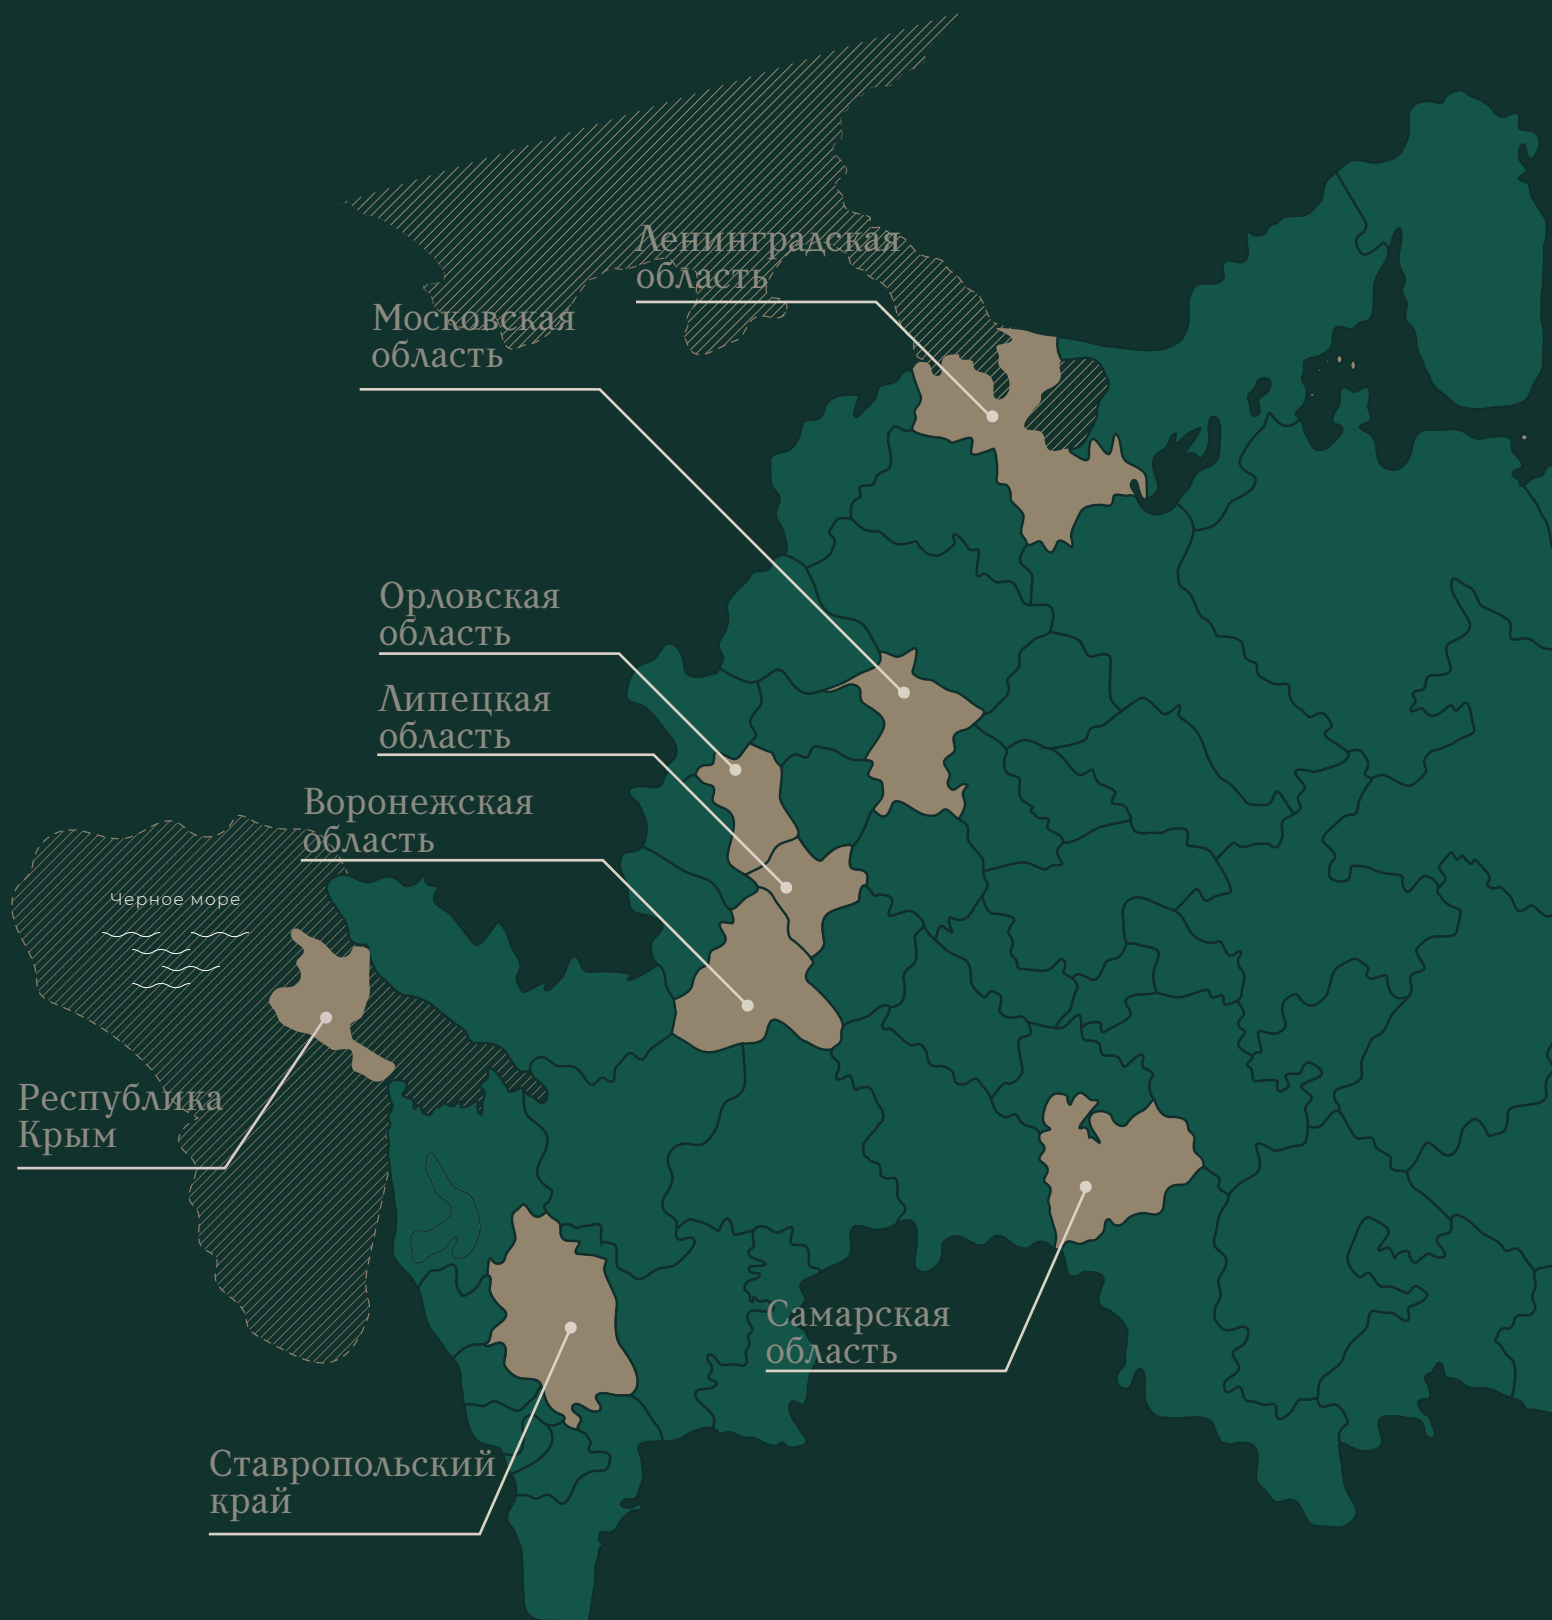 Ленинградская
область
Московская
область
Орловская
область
Липецкая
область
Воронежская
область
Черное море
Республика
Крым
Самарская
область
Ставропольский
край